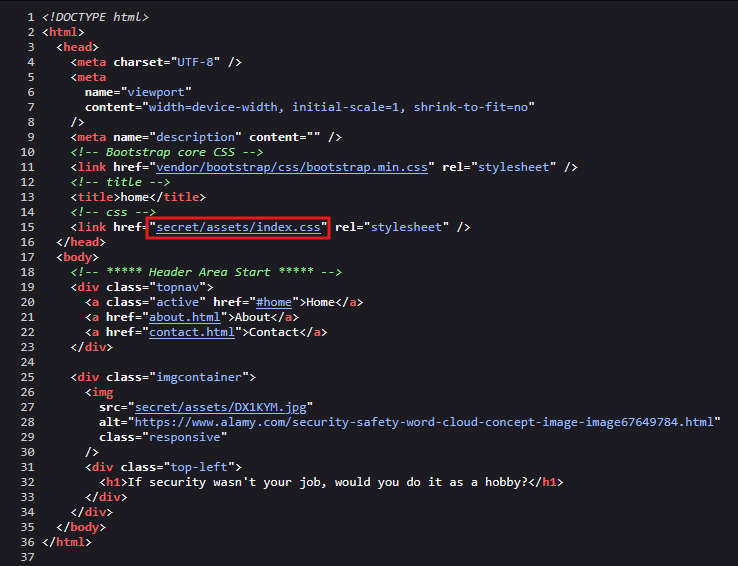 1 <!DOCTYPE html>
2 <html>
3 <head>
4 <meta charset="UTF-8" />
5 <meta
6 name="viewport"
7 content="width=device-width, initial-scale=1, shrink-to-fit=no"
8 />
9 <meta name="description" content="" />
10 <!-- Bootstrap core CSS -->
11 <link href="vendor/bootstrap/css/bootstrap.min.css" rel="stylesheet" />
12 <!-- title -->
13 <title>home</title>
14 <!-- css -->
15 <link href="secret/assets/index.css" rel="stylesheet" />
16 </head>
17 <body>
18 <!-- ***** Header Area Start ***** -->
19 <div class="topnav">
20 <a class="active" href="#home">Home</a>
21 <a href="about.html">About</a>
22 <a href="contact.html">Contact</a>
23 </div>
24
25 <div class="imgcontainer">
26 <img
27 src="secret/assets/DX1KYM.jpg"
28 alt="https://www.alamy.com/security-safety-word-cloud-concept-image-image67649784.html"
29 class="responsive"
30 />
31 <div class="top-left">
32 <h1>If security wasn't your job, would you do it as a hobby?</h1>
33 </div>
34 </div>
35 </body>
36 </html>
37